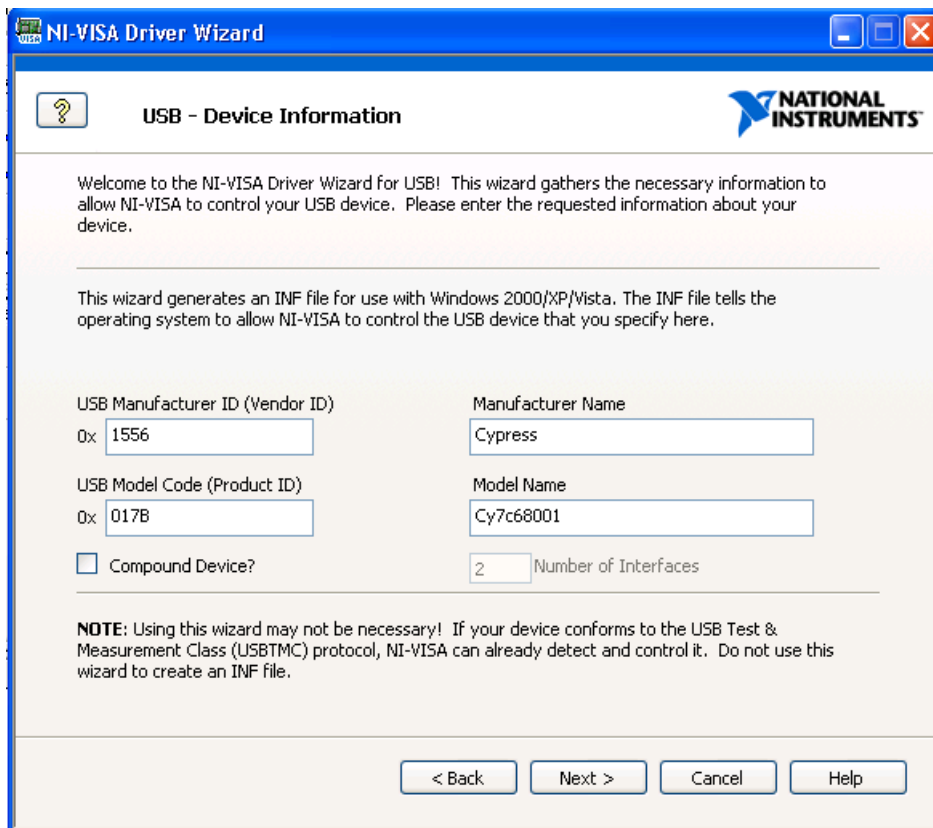 NI-VISA Driver Wizard
?
USB - Device Information
NATIONAL
INSTRUMENTS™
Welcome to the NI-VISA Driver Wizard for USB!  This wizard gathers the necessary information to
allow NI-VISA to control your USB device.  Please enter the requested information about your
device.
This wizard generates an INF file for use with Windows 2000/XP/Vista. The INF file tells the
operating system to allow NI-VISA to control the USB device that you specify here.
USB Manufacturer ID (Vendor ID)
Manufacturer Name
0x 1556
Cypress
USB Model Code (Product ID)
Model Name
0x 017B
Cy7c68001
Compound Device?
2 Number of Interfaces
NOTE: Using this wizard may not be necessary!  If your device conforms to the USB Test &
Measurement Class (USBTMC) protocol, NI-VISA can already detect and control it.  Do not use this
wizard to create an INF file.
< Back
Next >
Cancel
Help